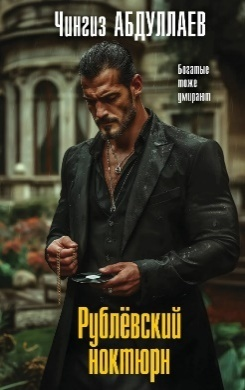 Чингиз АБДУЛЛАЕВ
Богатые
тоже
умирают
Рублёвский
ноктюрн